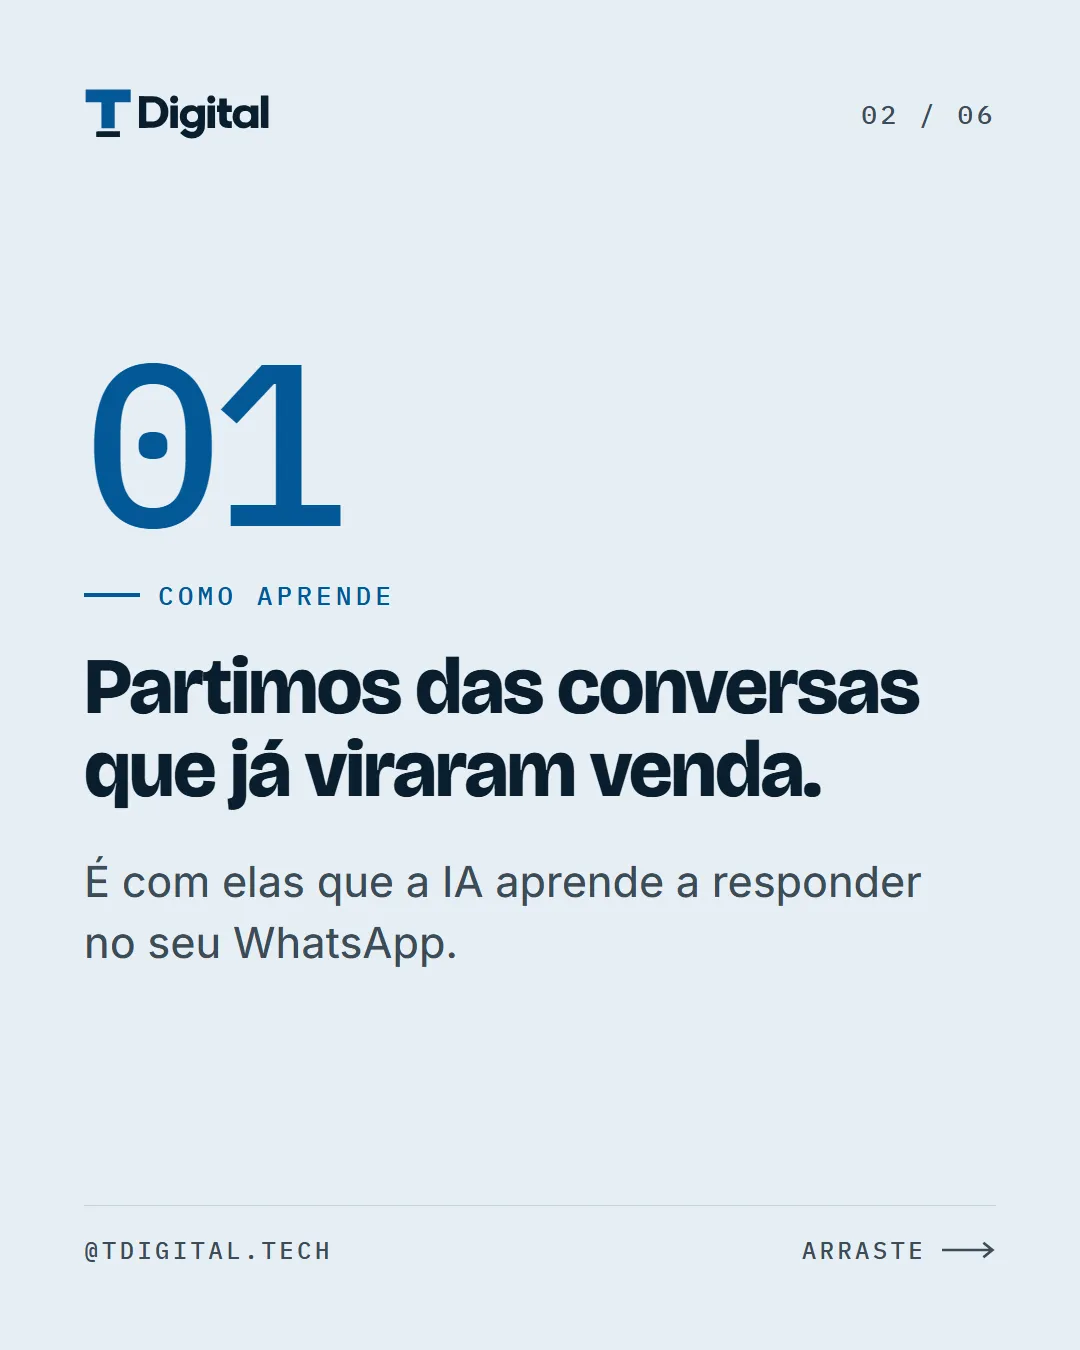 TDigital
02 / 06
01
COMO APRENDE
Partimos das conversas
que já viraram venda.
É com elas que a IA aprende a responder
no seu WhatsApp.
@TDIGITAL.TECH
ARRASTE